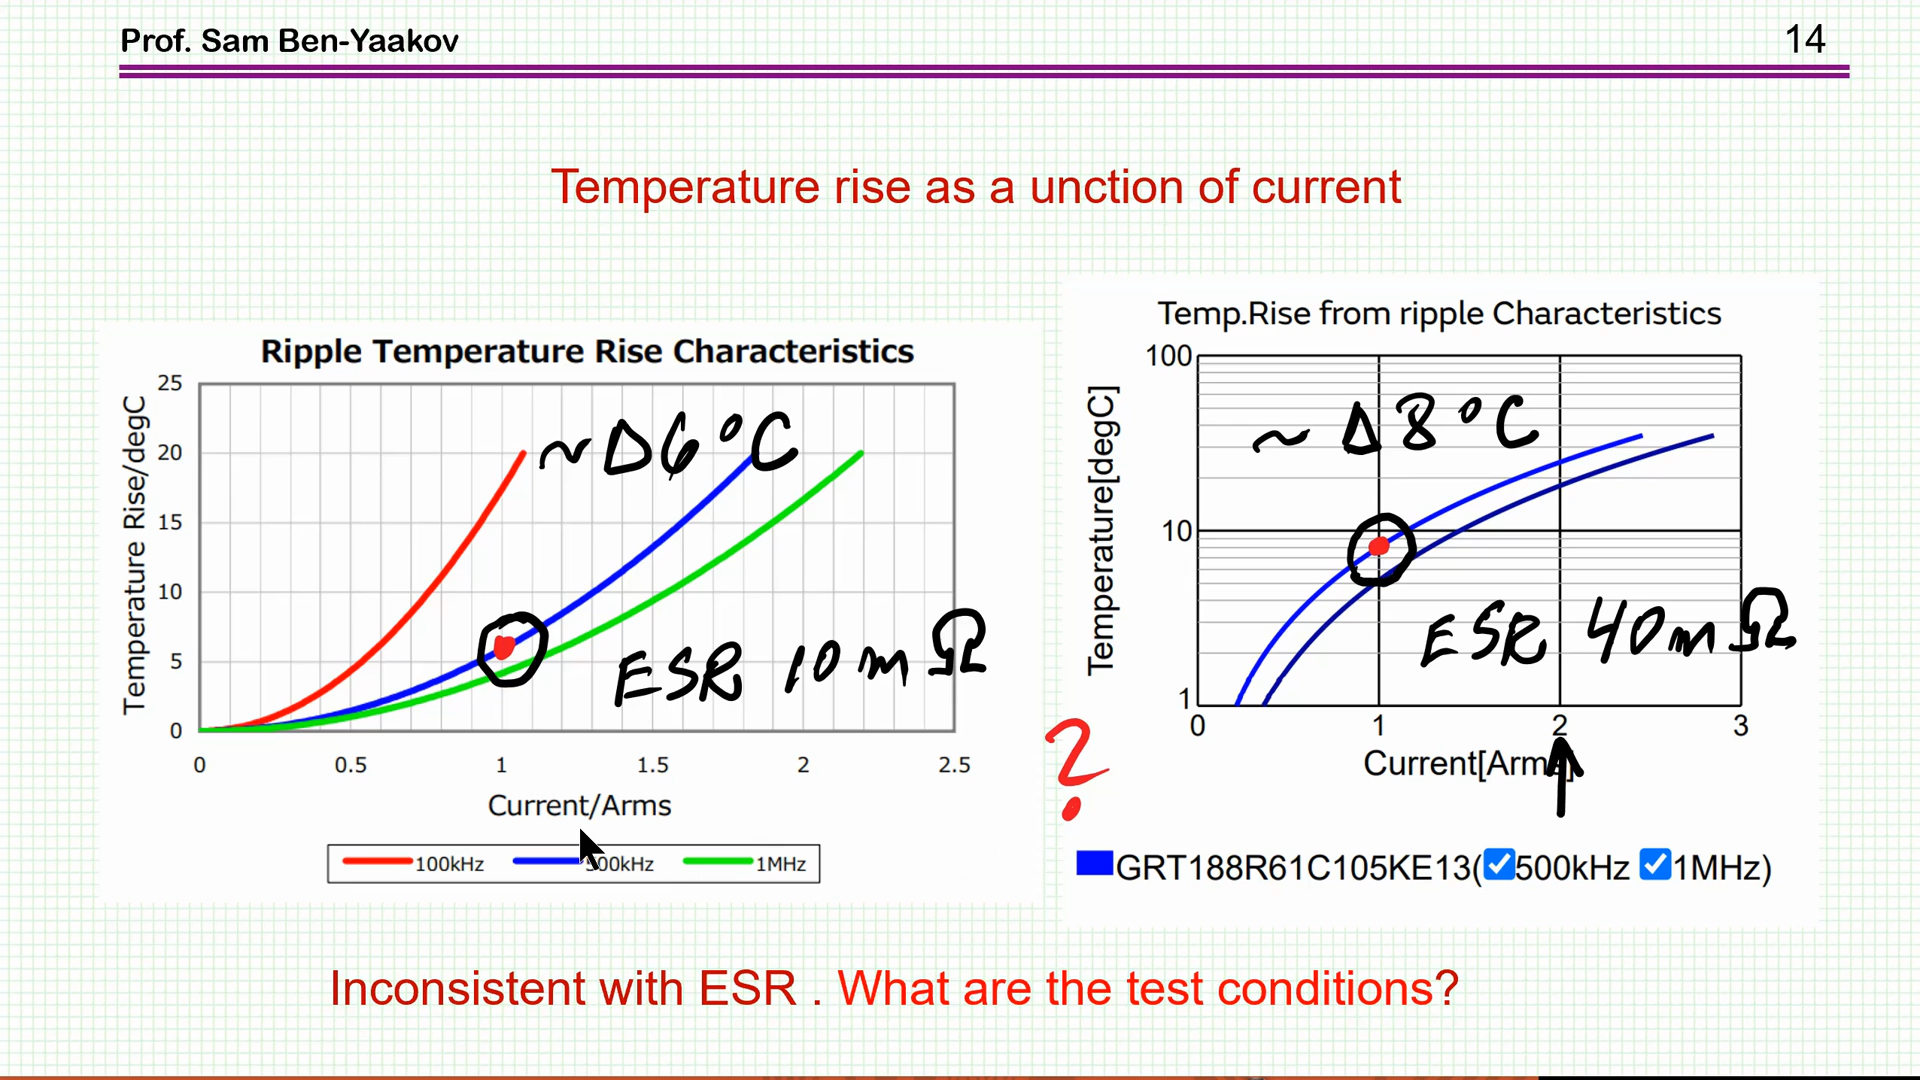 Prof. Sam Ben-Yaakov
14
Temperature rise as a unction of current
Ripple Temperature Rise Characteristics
Temperature Rise/degC
25
20
15
10
5
0
0 0.5 1 1.5 2 2.5
Current/Arms
100kHz 500kHz 1MHz
~Δ6°C
ESR 10mΩ
?
Temp.Rise from ripple Characteristics
Temperature[degC]
100
10
1
0 1 2 3
Current[Arms]
~Δ8°C
ESR 40mΩ
GRT188R61C105KE13(500kHz 1MHz)
Inconsistent with ESR . What are the test conditions?